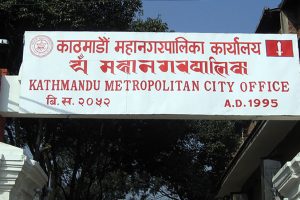 काठमाडौं महानगरपालिका कार्यालय
KATHMANDU METROPOLITAN CITY OFFICE
बि.स. २०५२ A.D. 1995